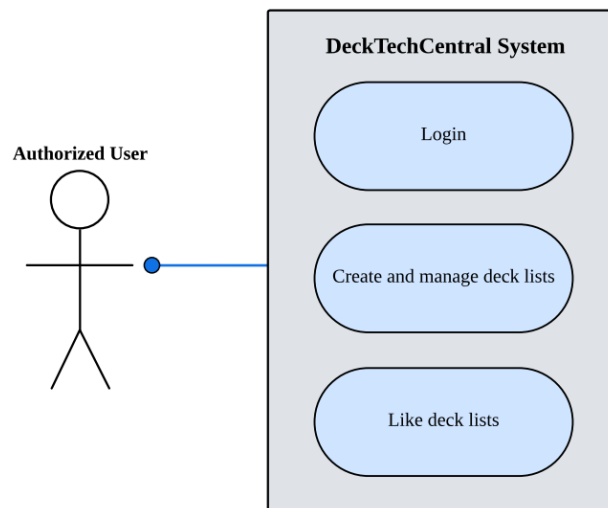 DeckTechCentral System
Login
Authorized User
Create and manage deck lists
Like deck lists